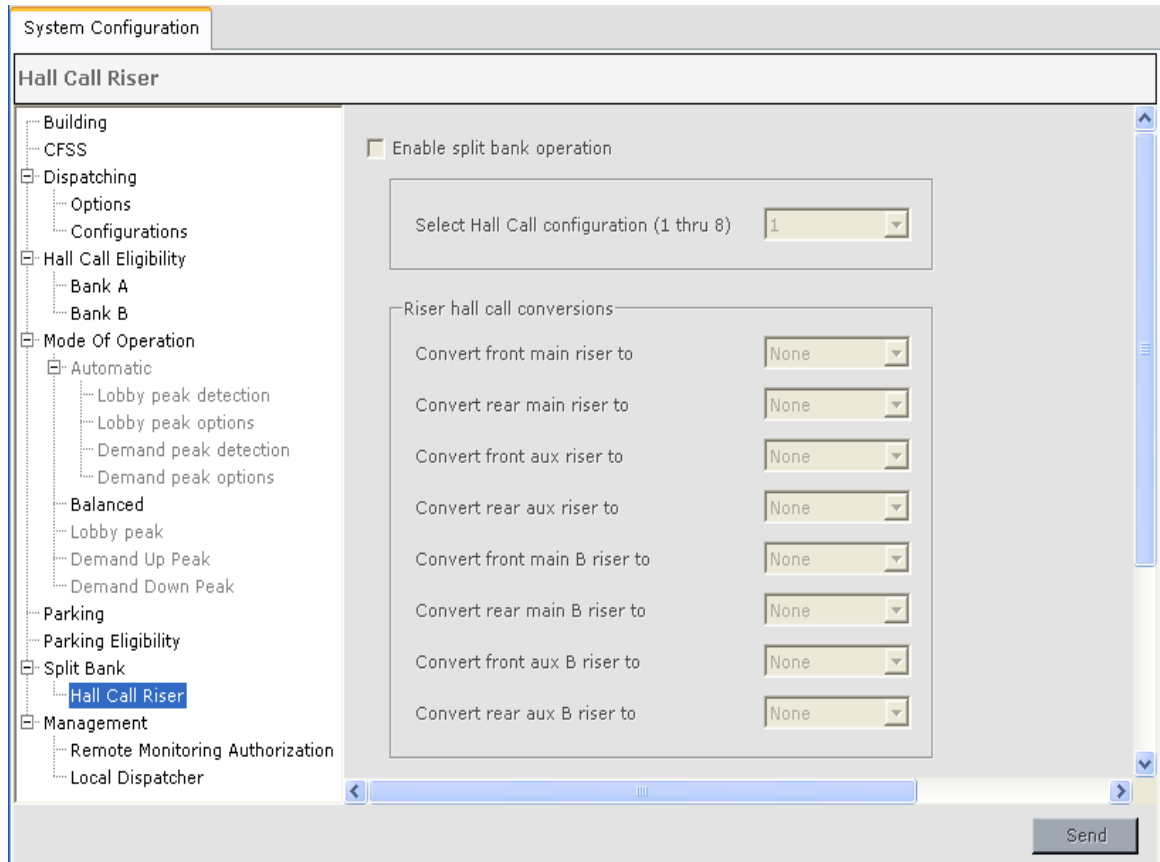 System Configuration
Hall Call Riser
Building
CFSS
Dispatching
Options
Configurations
Hall Call Eligibility
Bank A
Bank B
Mode Of Operation
Automatic
Lobby peak detection
Lobby peak options
Demand peak detection
Demand peak options
Balanced
Lobby peak
Demand Up Peak
Demand Down Peak
Parking
Parking Eligibility
Split Bank
Hall Call Riser
Management
Remote Monitoring Authorization
Local Dispatcher
Enable split bank operation
Select Hall Call configuration (1 thru 8) 1
Riser hall call conversions
Convert front main riser to None
Convert rear main riser to None
Convert front aux riser to None
Convert rear aux riser to None
Convert front main B riser to None
Convert rear main B riser to None
Convert front aux B riser to None
Convert rear aux B riser to None
Send